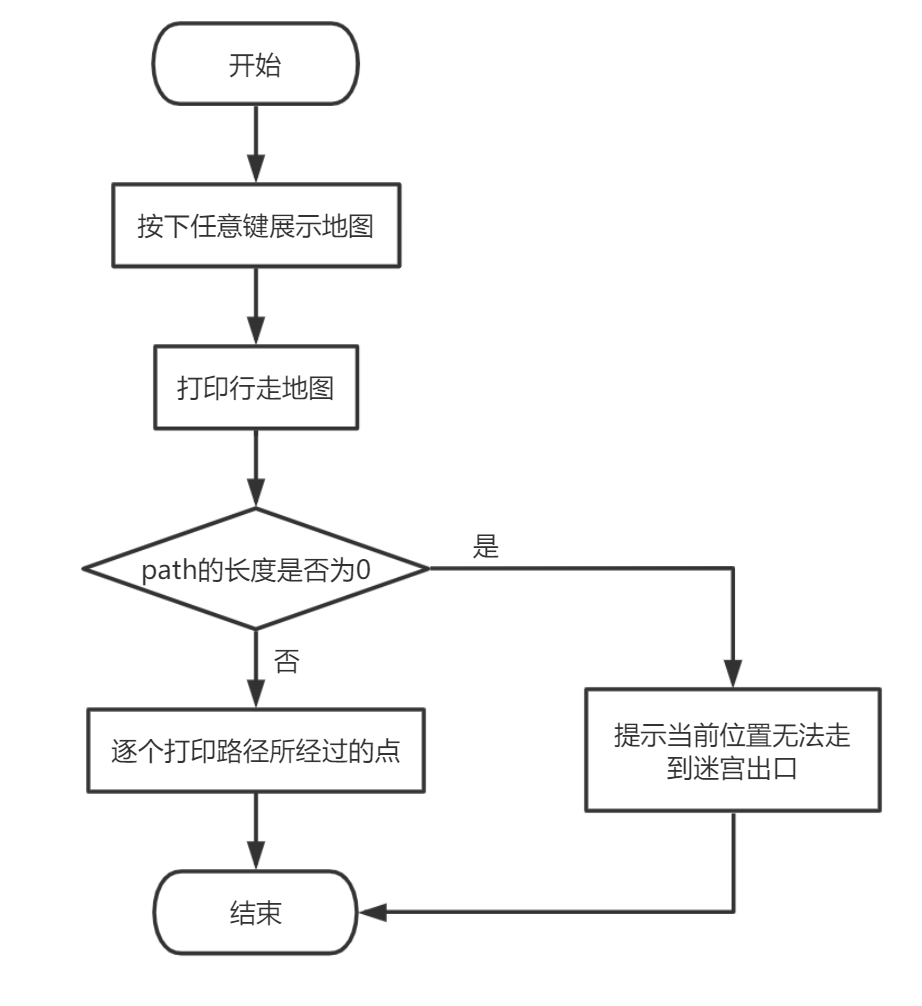 开始
按下任意键展示地图
打印行走地图
path的长度是否为0
是
否
逐个打印路径所经过的点
提示当前位置无法走
到迷宫出口
结束